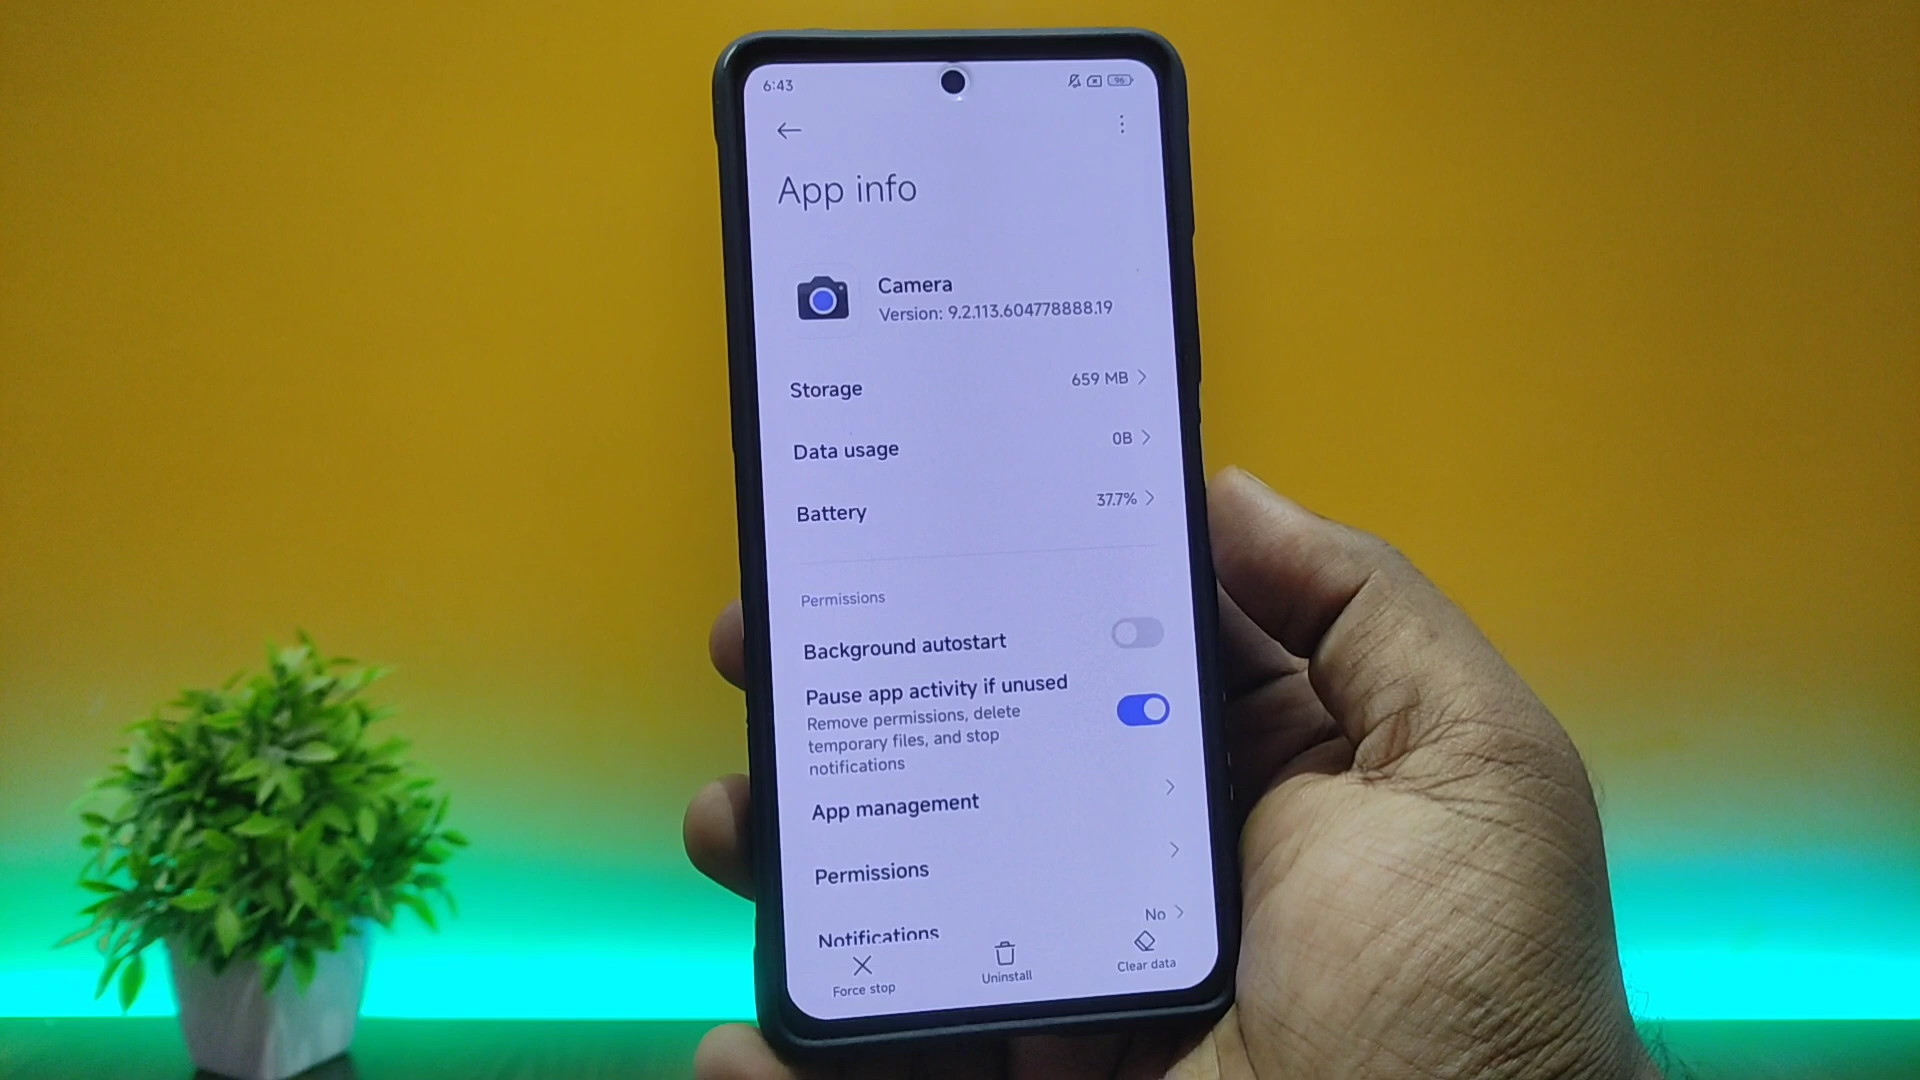 6:43
96
App info
Camera
Version: 9.2.113.604778888.19
Storage
659 MB
Data usage
0B
Battery
37.7%
Permissions
Background autostart
Pause app activity if unused
Remove permissions, delete
temporary files, and stop
notifications
App management
Permissions
Notifications
No
Force stop
Uninstall
Clear data